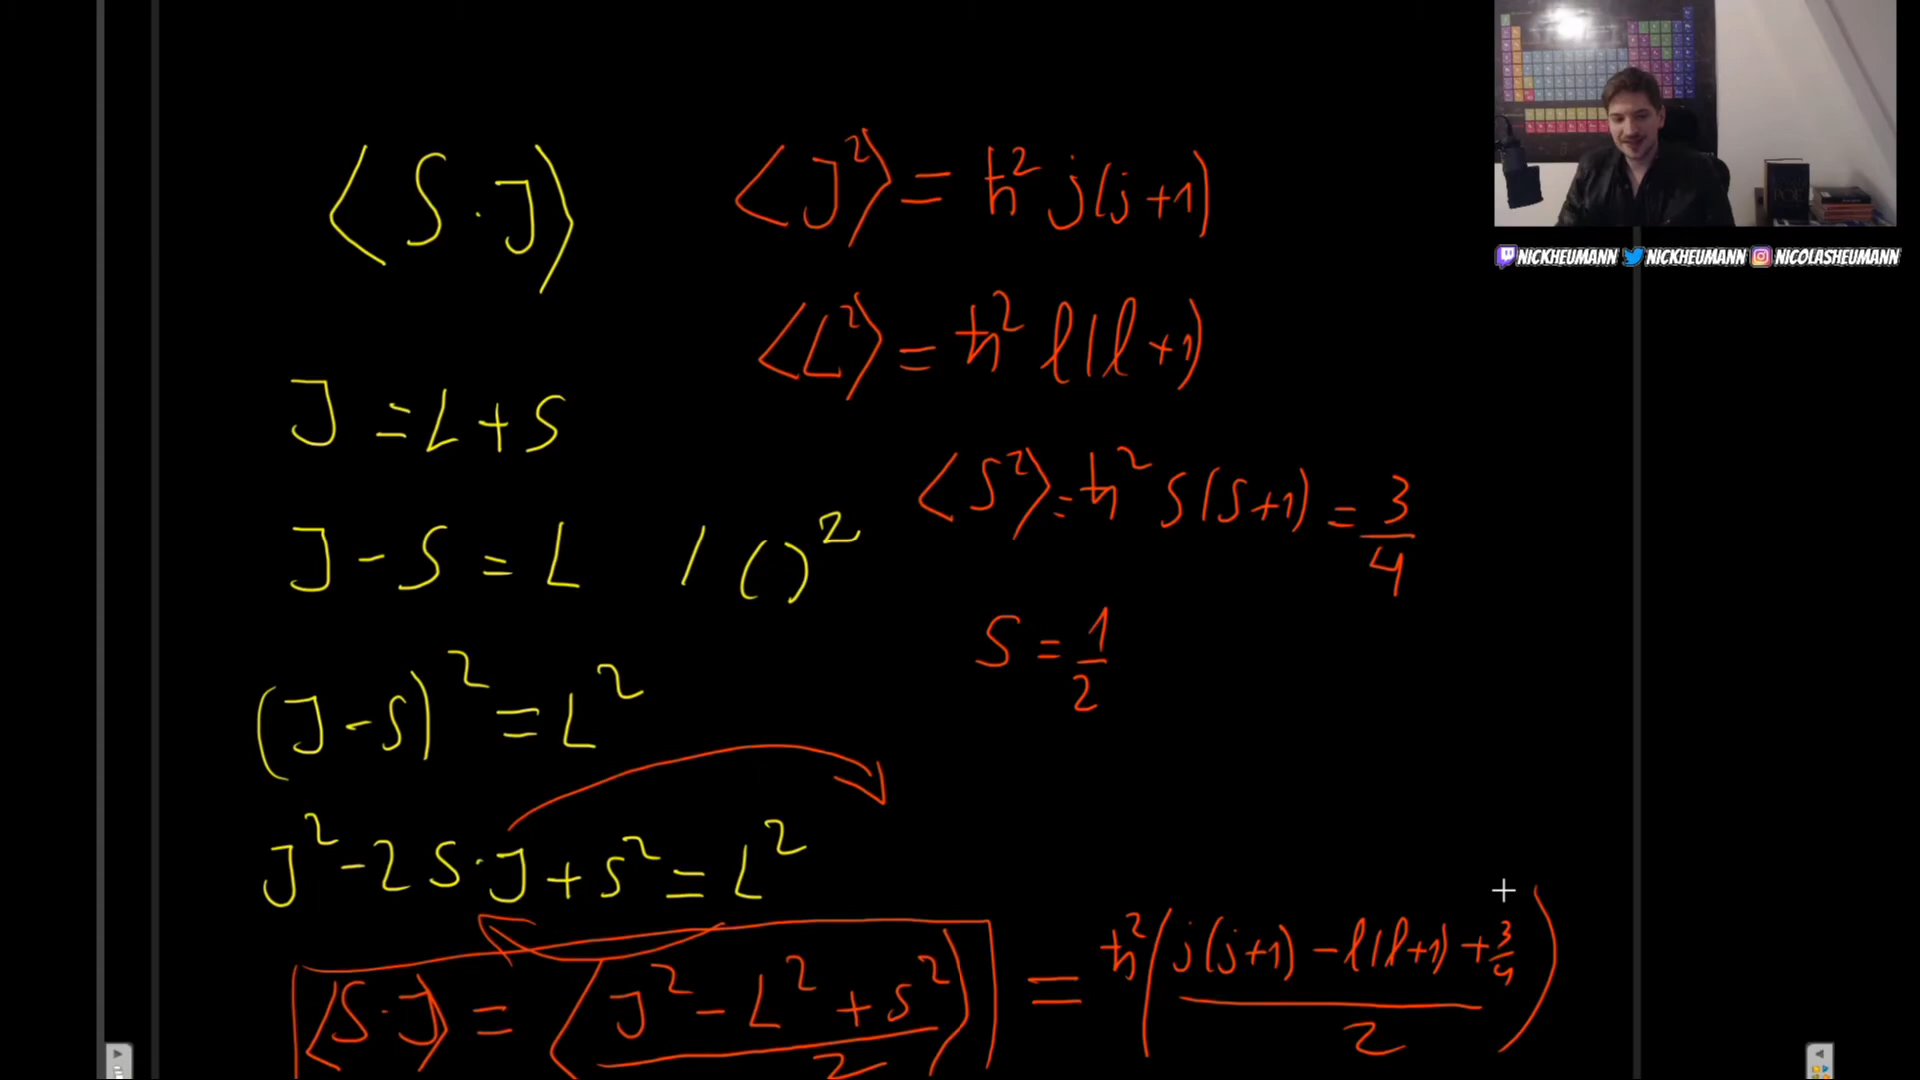 ⟨S·J⟩
J = L + S
J - S = L / ( )²
(J - S)² = L²
J² - 2 S·J + S² = L²
⟨S·J⟩ = ⟨(J² - L² + S²)/2⟩ = ħ² ( (j(j+1) - l(l+1) + 3/4)/2 )
⟨J²⟩ = ħ² j(j+1)
⟨L²⟩ = ħ² l(l+1)
⟨S²⟩ = ħ² S(S+1) = 3/4
S = 1/2
NICKHEUMANN NICKHEUMANN NICOLASHEUMANN